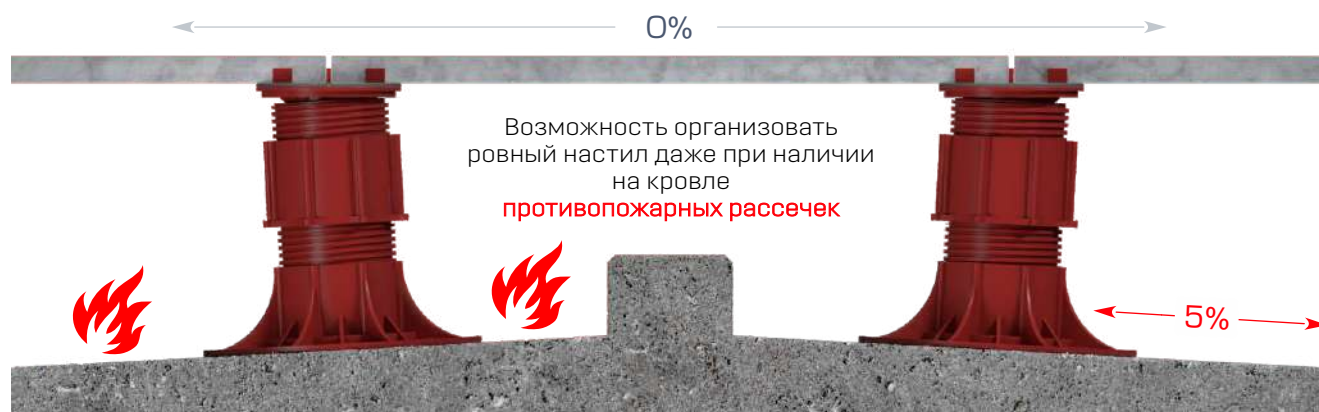 0%
Возможность организовать
ровный настил даже при наличии
на кровле
противопожарных рассечек
5%